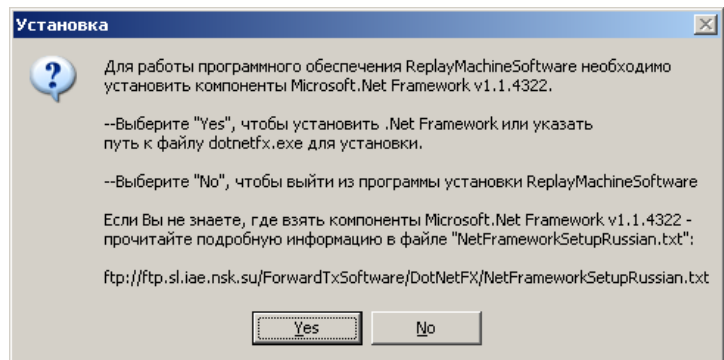 Установка
Для работы программного обеспечения ReplayMachineSoftware необходимо
установить компоненты Microsoft.Net Framework v1.1.4322.
--Выберите "Yes", чтобы установить .Net Framework или указать
путь к файлу dotnetfx.exe для установки.
--Выберите "No", чтобы выйти из программы установки ReplayMachineSoftware
Если Вы не знаете, где взять компоненты Microsoft.Net Framework v1.1.4322 -
прочитайте подробную информацию в файле "NetFrameworkSetupRussian.txt":
ftp://ftp.sl.iae.nsk.su/ForwardTxSoftware/DotNetFX/NetFrameworkSetupRussian.txt
Yes
No